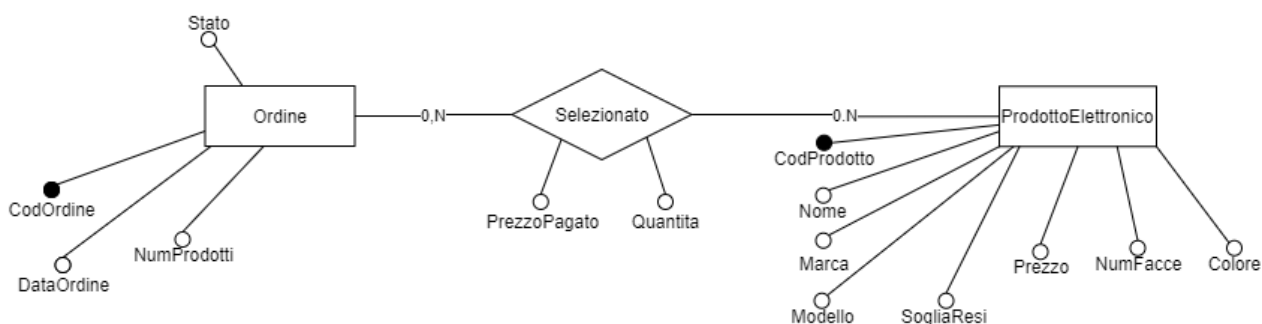 Stato
Ordine
0,N
Selezionato
0.N
ProdottoElettronico
CodProdotto
CodOrdine
Nome
PrezzoPagato
Quantita
NumProdotti
DataOrdine
Marca
Prezzo
NumFacce
Colore
Modello
SogliaResi